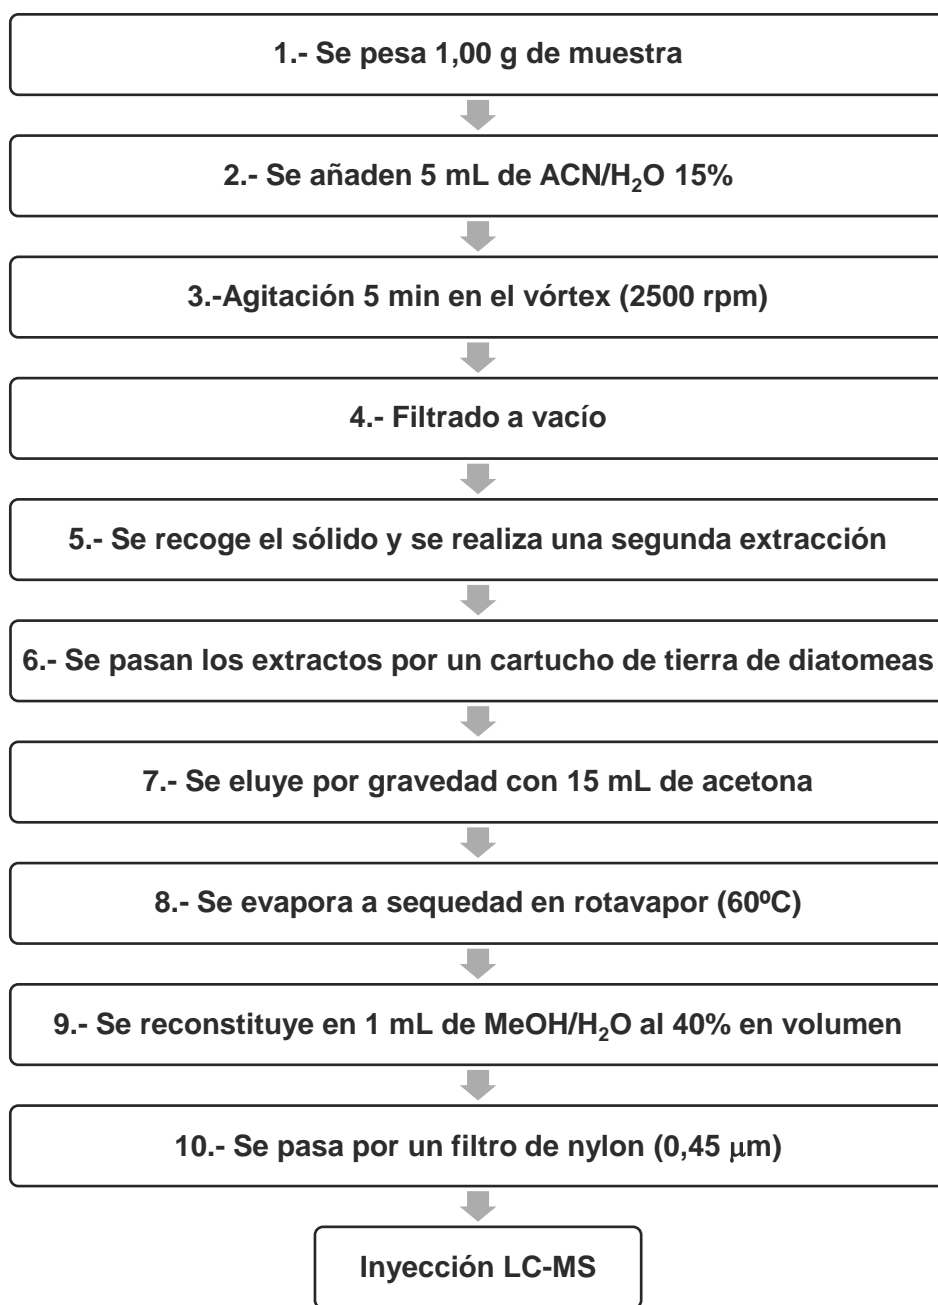 1.- Se pesa 1,00 g de muestra
2.- Se añaden 5 mL de ACN/H₂O 15%
3.-Agitación 5 min en el vórtex (2500 rpm)
4.- Filtrado a vacío
5.- Se recoge el sólido y se realiza una segunda extracción
6.- Se pasan los extractos por un cartucho de tierra de diatomeas
7.- Se eluye por gravedad con 15 mL de acetona
8.- Se evapora a sequedad en rotavapor (60ºC)
9.- Se reconstituye en 1 mL de MeOH/H₂O al 40% en volumen
10.- Se pasa por un filtro de nylon (0,45 μm)
Inyección LC-MS